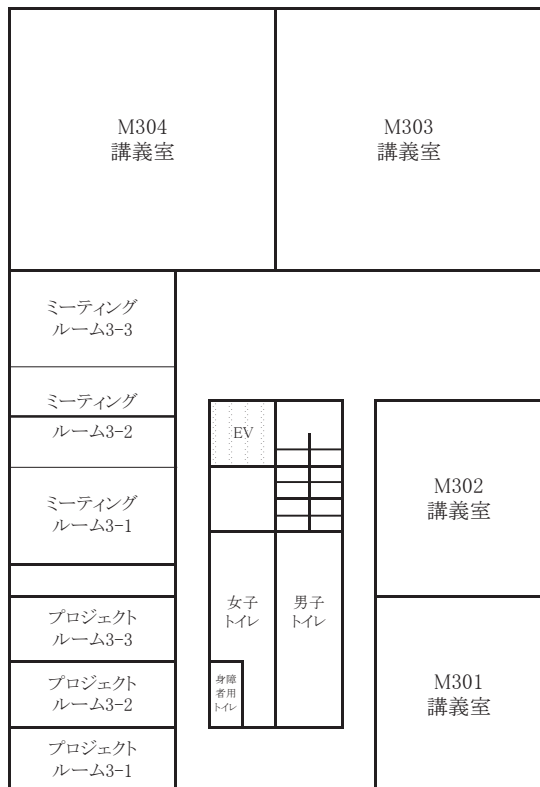 M304
講義室
M303
講義室
ミーティング
ルーム3-3
ミーティング
ルーム3-2
EV
M302
講義室
ミーティング
ルーム3-1
女子
トイレ
男子
トイレ
プロジェクト
ルーム3-3
身障
者用
トイレ
プロジェクト
ルーム3-2
M301
講義室
プロジェクト
ルーム3-1